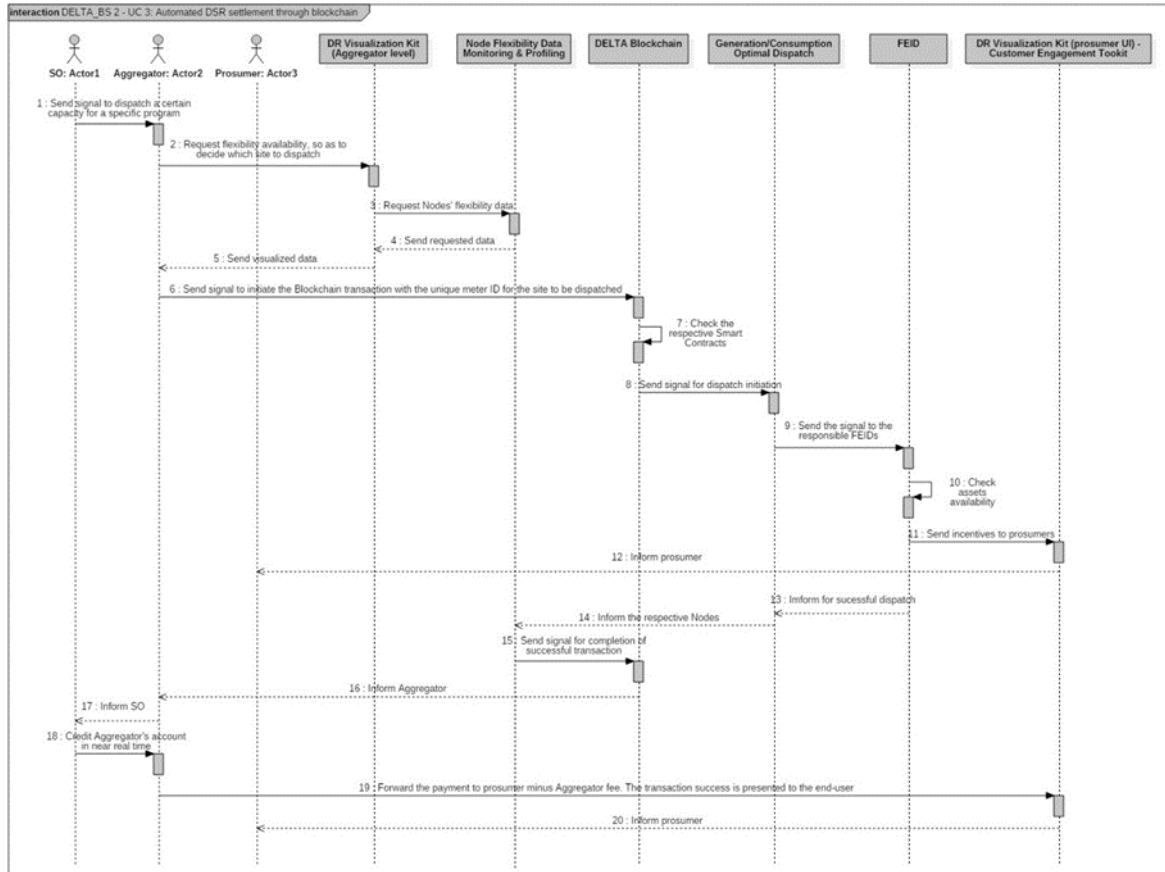 interaction DELTA_BS 2 - UC 3: Automated DSR settlement through blockchain
SO: Actor1
Aggregator: Actor2
Prosumer: Actor3
DR Visualization Kit
(Aggregator level)
Node Flexibility Data
Monitoring & Profiling
DELTA Blockchain
Generation/Consumption
Optimal Dispatch
FEID
DR Visualization Kit (prosumer UI) -
Customer Engagement Tookit
1 : Send signal to dispatch a certain
capacity for a specific program
2 : Request flexibility availability, so as to
decide which site to dispatch
3 : Request Nodes' flexibility data
4 : Send requested data
5 : Send visualized data
6 : Send signal to initiate the Blockchain transaction with the unique meter ID for the site to be dispatched
7 : Check the
respective Smart
Contracts
8 : Send signal for dispatch initiation
9 : Send the signal to the
responsible FEIDs
10 : Check
assets
availability
11 : Send incentives to prosumers
12 : Inform prosumer
13 : Imform for sucessful dispatch
14 : Inform the respective Nodes
15 : Send signal for completion of
successful transaction
16 : Inform Aggregator
17 : Inform SO
18 : Credit Aggregator's account
in near real time
19 : Forward the payment to prosumer minus Aggregator fee. The transaction success is presented to the end-user
20 : Inform prosumer